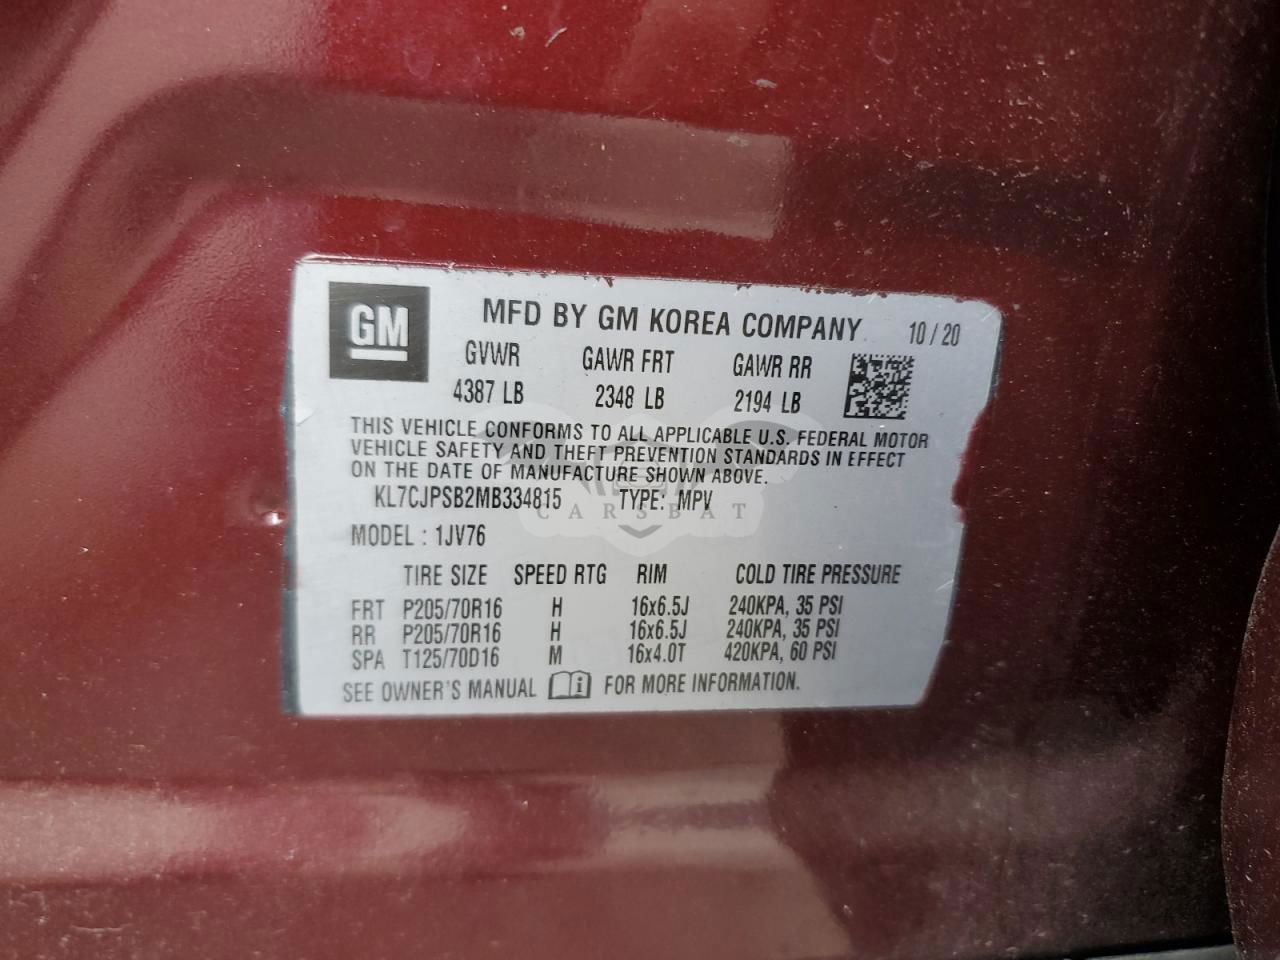 GM
MFD BY GM KOREA COMPANY 10/20
GVWR GAWR FRT GAWR RR
4387 LB 2348 LB 2194 LB
THIS VEHICLE CONFORMS TO ALL APPLICABLE U.S. FEDERAL MOTOR
VEHICLE SAFETY AND THEFT PREVENTION STANDARDS IN EFFECT
ON THE DATE OF MANUFACTURE SHOWN ABOVE.
KL7CJPSB2MB334815 TYPE: MPV
CARSBAT
MODEL : 1JV76
TIRE SIZE SPEED RTG RIM COLD TIRE PRESSURE
FRT P205/70R16 H 16x6.5J 240KPA, 35 PSI
RR P205/70R16 H 16x6.5J 240KPA, 35 PSI
SPA T125/70D16 M 16x4.0T 420KPA, 60 PSI
SEE OWNER'S MANUAL i FOR MORE INFORMATION.